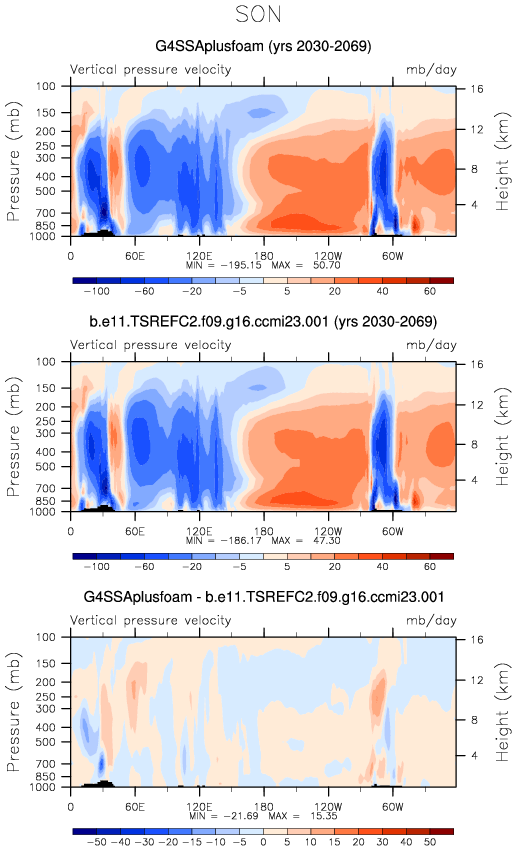 SON
G4SSAplusfoam (yrs 2030-2069)
Vertical pressure velocity mb/day
Pressure (mb)
100
150
200
250
300
400
500
700
850
1000
16
12
8
4
Height (km)
0 60E 120E 180 120W 60W
MIN = -195.15 MAX = 50.70
-100 -60 -20 -5 5 20 40 60
b.e11.TSREFC2.f09.g16.ccmi23.001 (yrs 2030-2069)
Vertical pressure velocity mb/day
Pressure (mb)
100
150
200
250
300
400
500
700
850
1000
16
12
8
4
Height (km)
0 60E 120E 180 120W 60W
MIN = -186.17 MAX = 47.30
-100 -60 -20 -5 5 20 40 60
G4SSAplusfoam - b.e11.TSREFC2.f09.g16.ccmi23.001
Vertical pressure velocity mb/day
Pressure (mb)
100
150
200
250
300
400
500
700
850
1000
16
12
8
4
Height (km)
0 60E 120E 180 120W 60W
MIN = -21.69 MAX = 15.35
-50 -40 -30 -20 -15 -10 -5 0 5 10 15 20 30 40 50